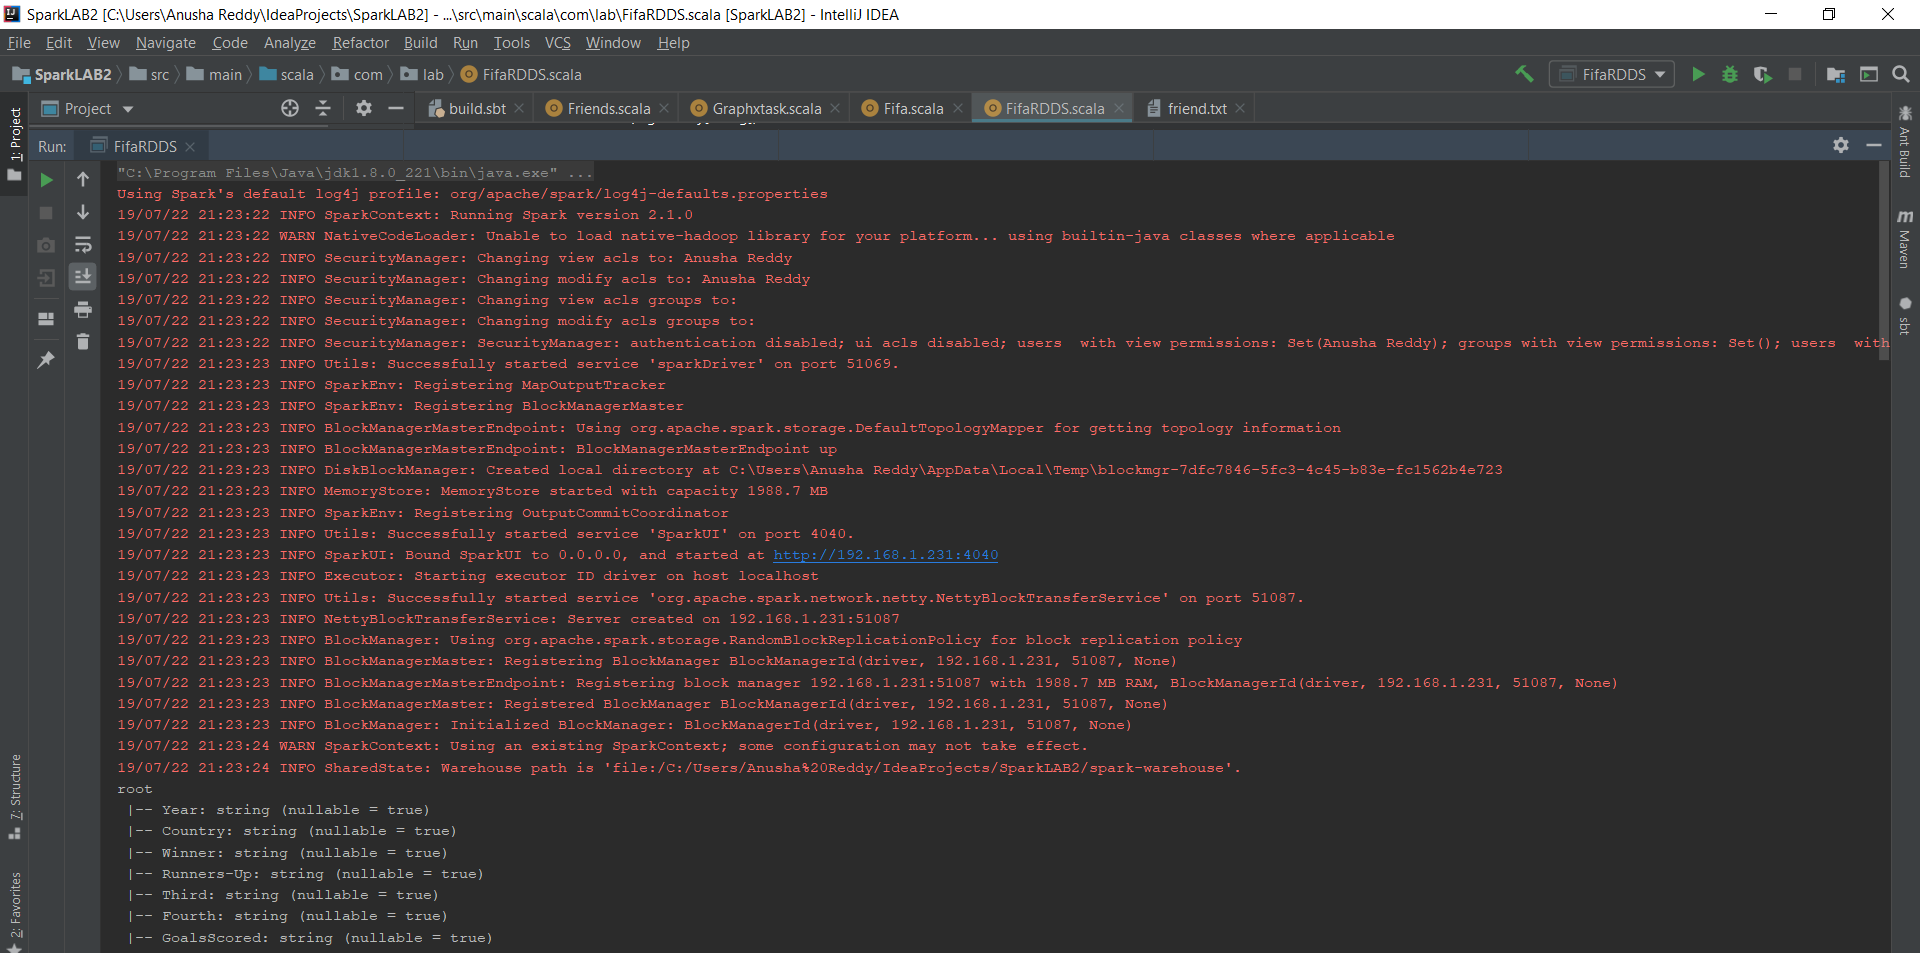 SparkLAB2 [C:\Users\Anusha Reddy\IdeaProjects\SparkLAB2] - ...\src\main\scala\com\lab\FifaRDDS.scala [SparkLAB2] - IntelliJ IDEA
File Edit View Navigate Code Analyze Refactor Build Run Tools VCS Window Help
SparkLAB2 src main scala com lab FifaRDDS.scala FifaRDDS
Project build.sbt Friends.scala Graphxtask.scala Fifa.scala FifaRDDS.scala friend.txt
1: Project
Ant Build
Maven
sbt
7: Structure
2: Favorites
Run: FifaRDDS
"C:\Program Files\Java\jdk1.8.0_221\bin\java.exe" ...
Using Spark's default log4j profile: org/apache/spark/log4j-defaults.properties
19/07/22 21:23:22 INFO SparkContext: Running Spark version 2.1.0
19/07/22 21:23:22 WARN NativeCodeLoader: Unable to load native-hadoop library for your platform... using builtin-java classes where applicable
19/07/22 21:23:22 INFO SecurityManager: Changing view acls to: Anusha Reddy
19/07/22 21:23:22 INFO SecurityManager: Changing modify acls to: Anusha Reddy
19/07/22 21:23:22 INFO SecurityManager: Changing view acls groups to:
19/07/22 21:23:22 INFO SecurityManager: Changing modify acls groups to:
19/07/22 21:23:22 INFO SecurityManager: SecurityManager: authentication disabled; ui acls disabled; users  with view permissions: Set(Anusha Reddy); groups with view permissions: Set(); users  with
19/07/22 21:23:23 INFO Utils: Successfully started service 'sparkDriver' on port 51069.
19/07/22 21:23:23 INFO SparkEnv: Registering MapOutputTracker
19/07/22 21:23:23 INFO SparkEnv: Registering BlockManagerMaster
19/07/22 21:23:23 INFO BlockManagerMasterEndpoint: Using org.apache.spark.storage.DefaultTopologyMapper for getting topology information
19/07/22 21:23:23 INFO BlockManagerMasterEndpoint: BlockManagerMasterEndpoint up
19/07/22 21:23:23 INFO DiskBlockManager: Created local directory at C:\Users\Anusha Reddy\AppData\Local\Temp\blockmgr-7dfc7846-5fc3-4c45-b83e-fc1562b4e723
19/07/22 21:23:23 INFO MemoryStore: MemoryStore started with capacity 1988.7 MB
19/07/22 21:23:23 INFO SparkEnv: Registering OutputCommitCoordinator
19/07/22 21:23:23 INFO Utils: Successfully started service 'SparkUI' on port 4040.
19/07/22 21:23:23 INFO SparkUI: Bound SparkUI to 0.0.0.0, and started at http://192.168.1.231:4040
19/07/22 21:23:23 INFO Executor: Starting executor ID driver on host localhost
19/07/22 21:23:23 INFO Utils: Successfully started service 'org.apache.spark.network.netty.NettyBlockTransferService' on port 51087.
19/07/22 21:23:23 INFO NettyBlockTransferService: Server created on 192.168.1.231:51087
19/07/22 21:23:23 INFO BlockManager: Using org.apache.spark.storage.RandomBlockReplicationPolicy for block replication policy
19/07/22 21:23:23 INFO BlockManagerMaster: Registering BlockManager BlockManagerId(driver, 192.168.1.231, 51087, None)
19/07/22 21:23:23 INFO BlockManagerMasterEndpoint: Registering block manager 192.168.1.231:51087 with 1988.7 MB RAM, BlockManagerId(driver, 192.168.1.231, 51087, None)
19/07/22 21:23:23 INFO BlockManagerMaster: Registered BlockManager BlockManagerId(driver, 192.168.1.231, 51087, None)
19/07/22 21:23:23 INFO BlockManager: Initialized BlockManager: BlockManagerId(driver, 192.168.1.231, 51087, None)
19/07/22 21:23:24 WARN SparkContext: Using an existing SparkContext; some configuration may not take effect.
19/07/22 21:23:24 INFO SharedState: Warehouse path is 'file:/C:/Users/Anusha%20Reddy/IdeaProjects/SparkLAB2/spark-warehouse'.
root
|-- Year: string (nullable = true)
|-- Country: string (nullable = true)
|-- Winner: string (nullable = true)
|-- Runners-Up: string (nullable = true)
|-- Third: string (nullable = true)
|-- Fourth: string (nullable = true)
|-- GoalsScored: string (nullable = true)